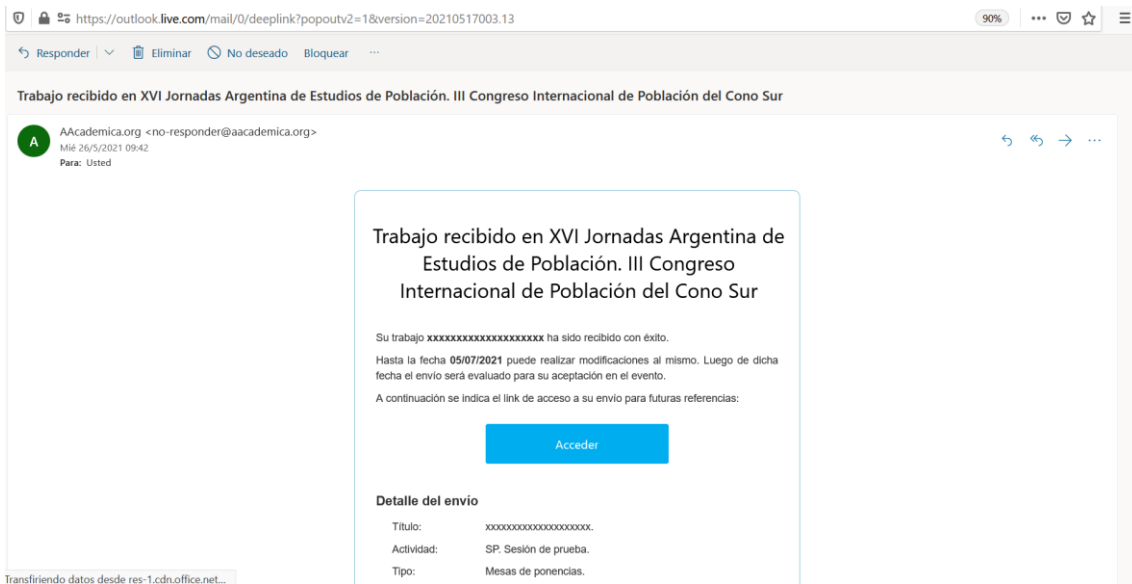 https://outlook.live.com/mail/0/deeplink?popoutv2=1&version=20210517003.13
90%
Responder
Eliminar
No deseado
Bloquear
Trabajo recibido en XVI Jornadas Argentina de Estudios de Población. III Congreso Internacional de Población del Cono Sur
A
AAcademica.org <no-responder@aacademica.org>
Mié 26/5/2021 09:42
Para: Usted
Trabajo recibido en XVI Jornadas Argentina de
Estudios de Población. III Congreso
Internacional de Población del Cono Sur
Su trabajo xxxxxxxxxxxxxxxxxxxx ha sido recibido con éxito.
Hasta la fecha 05/07/2021 puede realizar modificaciones al mismo. Luego de dicha
fecha el envío será evaluado para su aceptación en el evento.
A continuación se indica el link de acceso a su envío para futuras referencias:
Acceder
Detalle del envío
Título: xxxxxxxxxxxxxxxxxxxx.
Actividad: SP. Sesión de prueba.
Tipo: Mesas de ponencias.
Transfiriendo datos desde res-1.cdn.office.net...